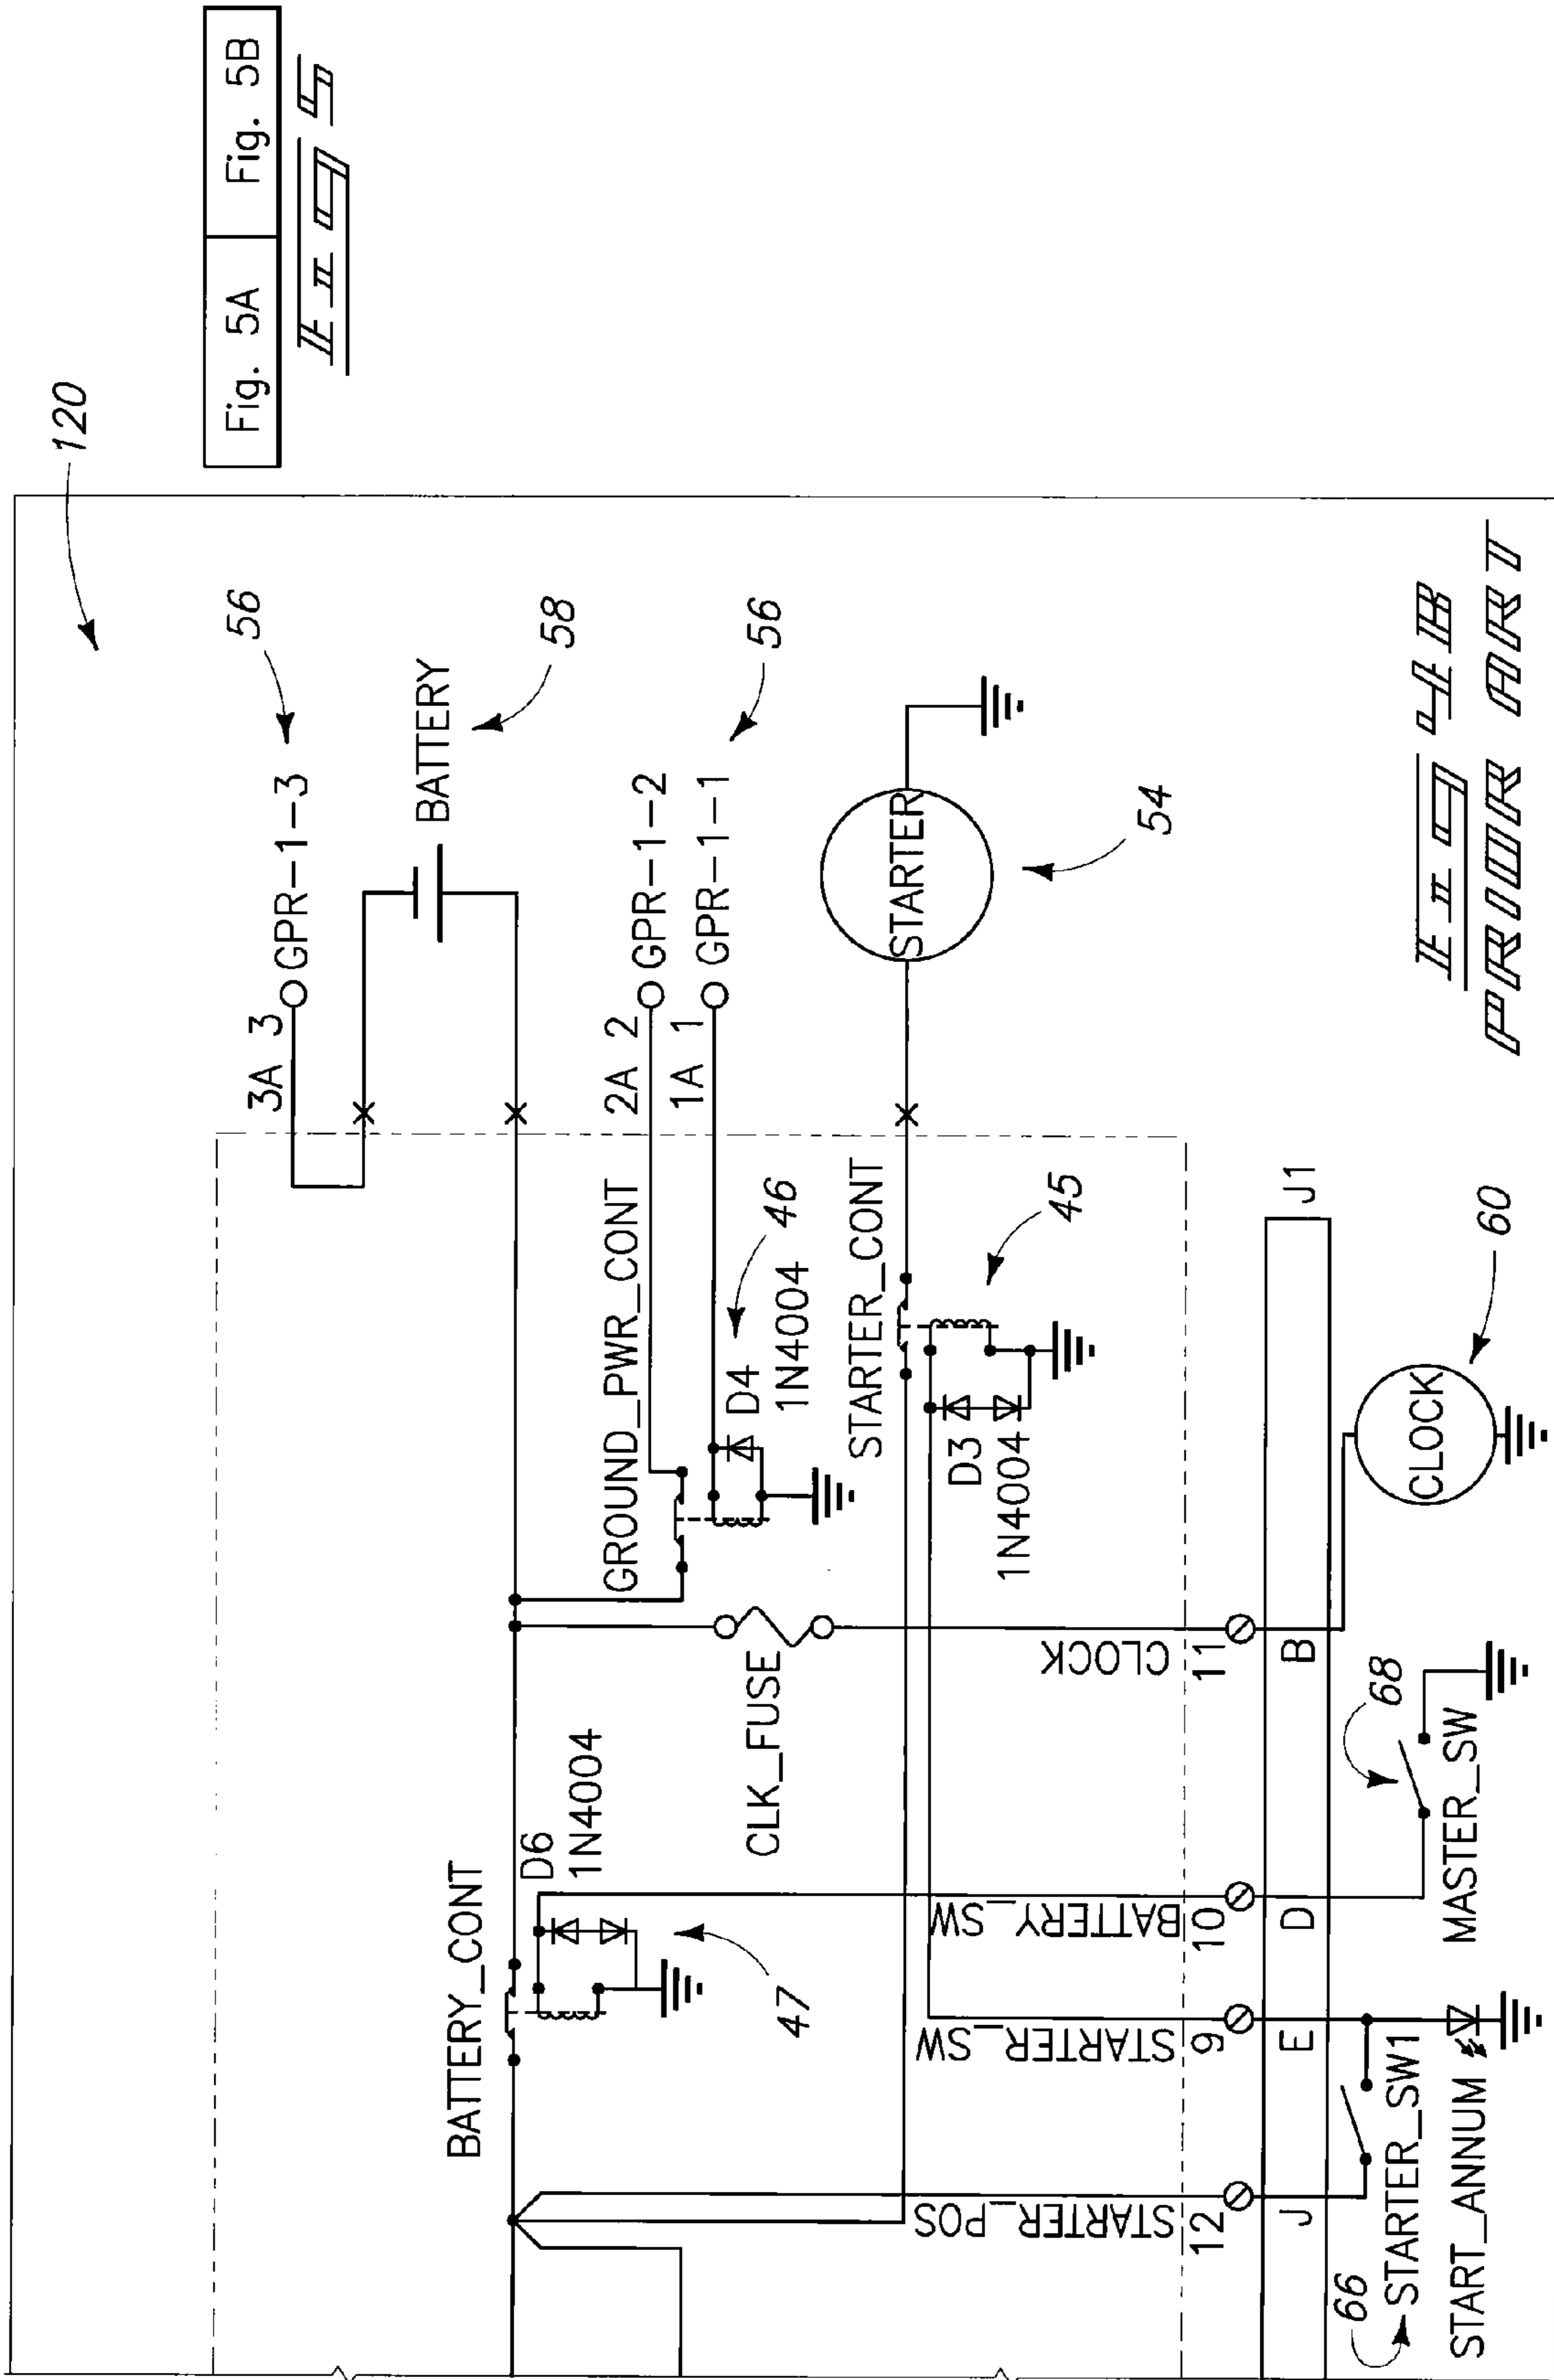 Fig. 5A
Fig. 5B
FIG 5
120
56
3A 3
GPR-1-3
BATTERY
58
2A 2
GPR-1-2
1A 1
GPR-1-1
56
BATTERY_CONT
D6
1N4004
47
GROUND_PWR_CONT
D4
1N4004
46
CLK_FUSE
STARTER_CONT
D3
1N4004
45
STARTER
54
STARTER_POS
STARTER_SW
BATTERY_SW
CLOCK
12
9
10
11
J
E
D
B
J1
66
STARTER_SW1
START_ANNUM
68
MASTER_SW
CLOCK
60
FIG 4B
PRIOR ART